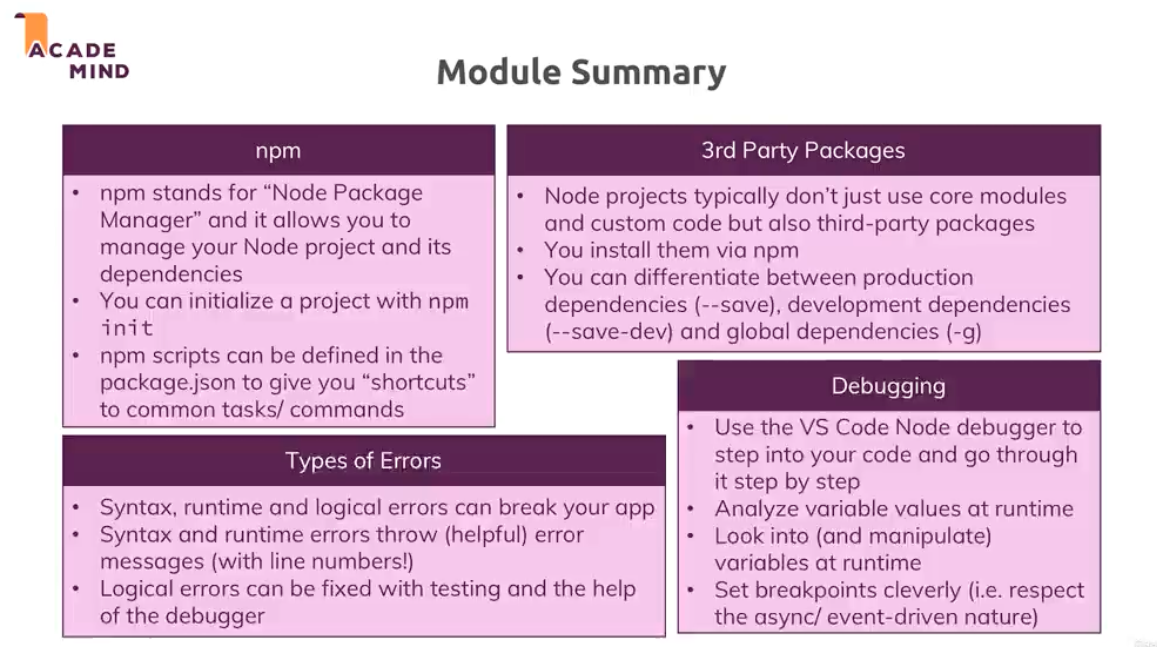 ACADE
MIND
Module Summary
npm
• npm stands for “Node Package
Manager” and it allows you to
manage your Node project and its
dependencies
• You can initialize a project with npm
init
• npm scripts can be defined in the
package.json to give you “shortcuts”
to common tasks/ commands
3rd Party Packages
• Node projects typically don’t just use core modules
and custom code but also third-party packages
• You install them via npm
• You can differentiate between production
dependencies (--save), development dependencies
(--save-dev) and global dependencies (-g)
Types of Errors
• Syntax, runtime and logical errors can break your app
• Syntax and runtime errors throw (helpful) error
messages (with line numbers!)
• Logical errors can be fixed with testing and the help
of the debugger
Debugging
• Use the VS Code Node debugger to
step into your code and go through
it step by step
• Analyze variable values at runtime
• Look into (and manipulate)
variables at runtime
• Set breakpoints cleverly (i.e. respect
the async/ event-driven nature)